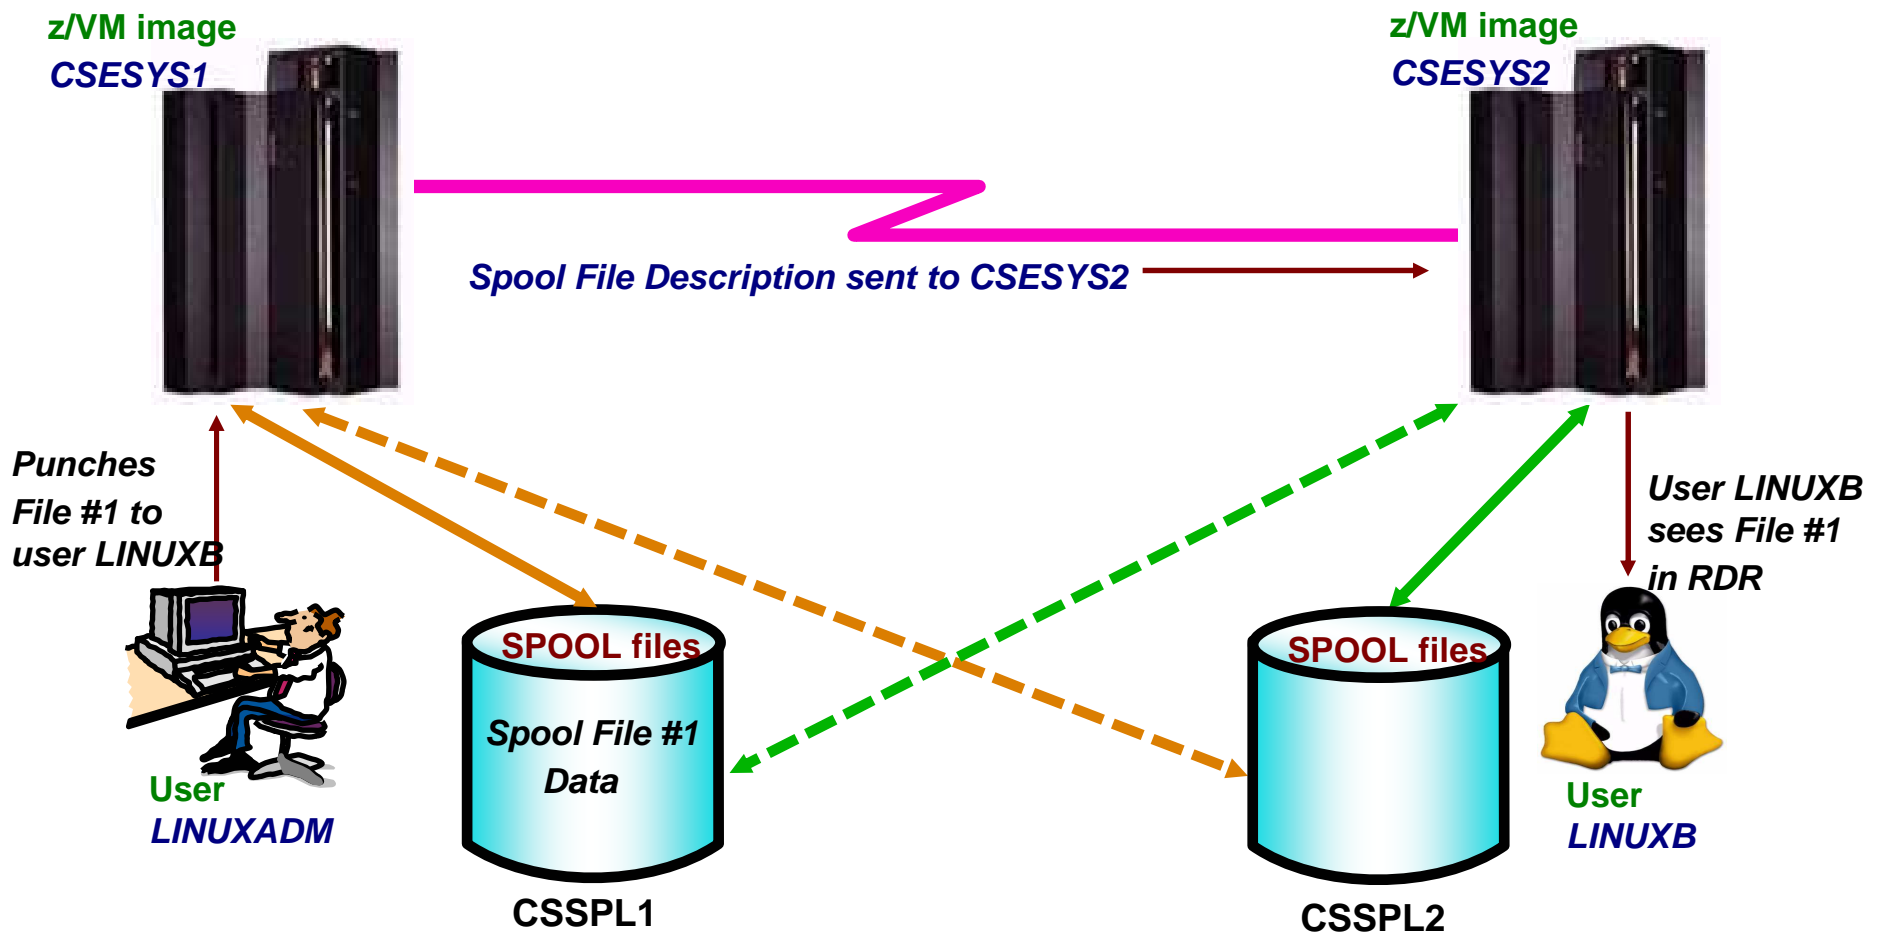 z/VM image
CSESYS1
z/VM image
CSESYS2
Spool File Description sent to CSESYS2
Punches
File #1 to
user LINUXB
User LINUXB
sees File #1
in RDR
SPOOL files
SPOOL files
Spool File #1
Data
User
LINUXADM
User
LINUXB
CSSPL1
CSSPL2